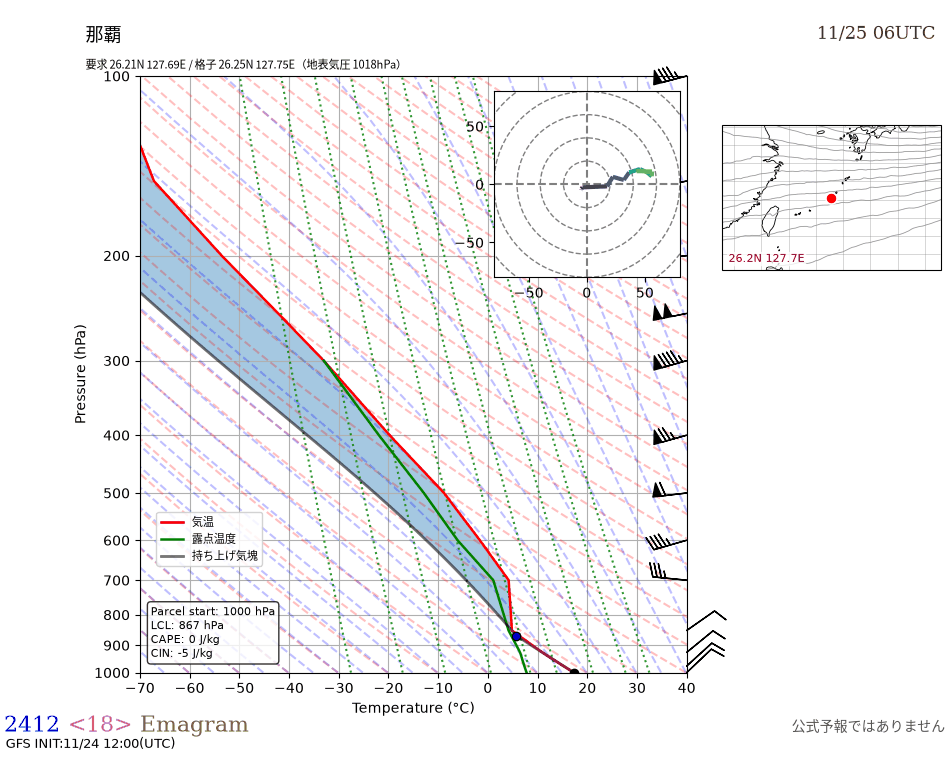 那覇
11/25 06UTC
要求 26.21N 127.69E / 格子 26.25N 127.75E（地表気圧 1018hPa）
100
200
300
400
500
600
700
800
900
1000
Pressure (hPa)
−70 −60 −50 −40 −30 −20 −10 0 10 20 30 40
Temperature (°C)
50
0
−50
−50 0 50
26.2N 127.7E
気温
露点温度
持ち上げ気塊
Parcel start: 1000 hPa
LCL: 867 hPa
CAPE: 0 J/kg
CIN: -5 J/kg
2412 <18> Emagram
公式予報ではありません
GFS INIT:11/24 12:00(UTC)